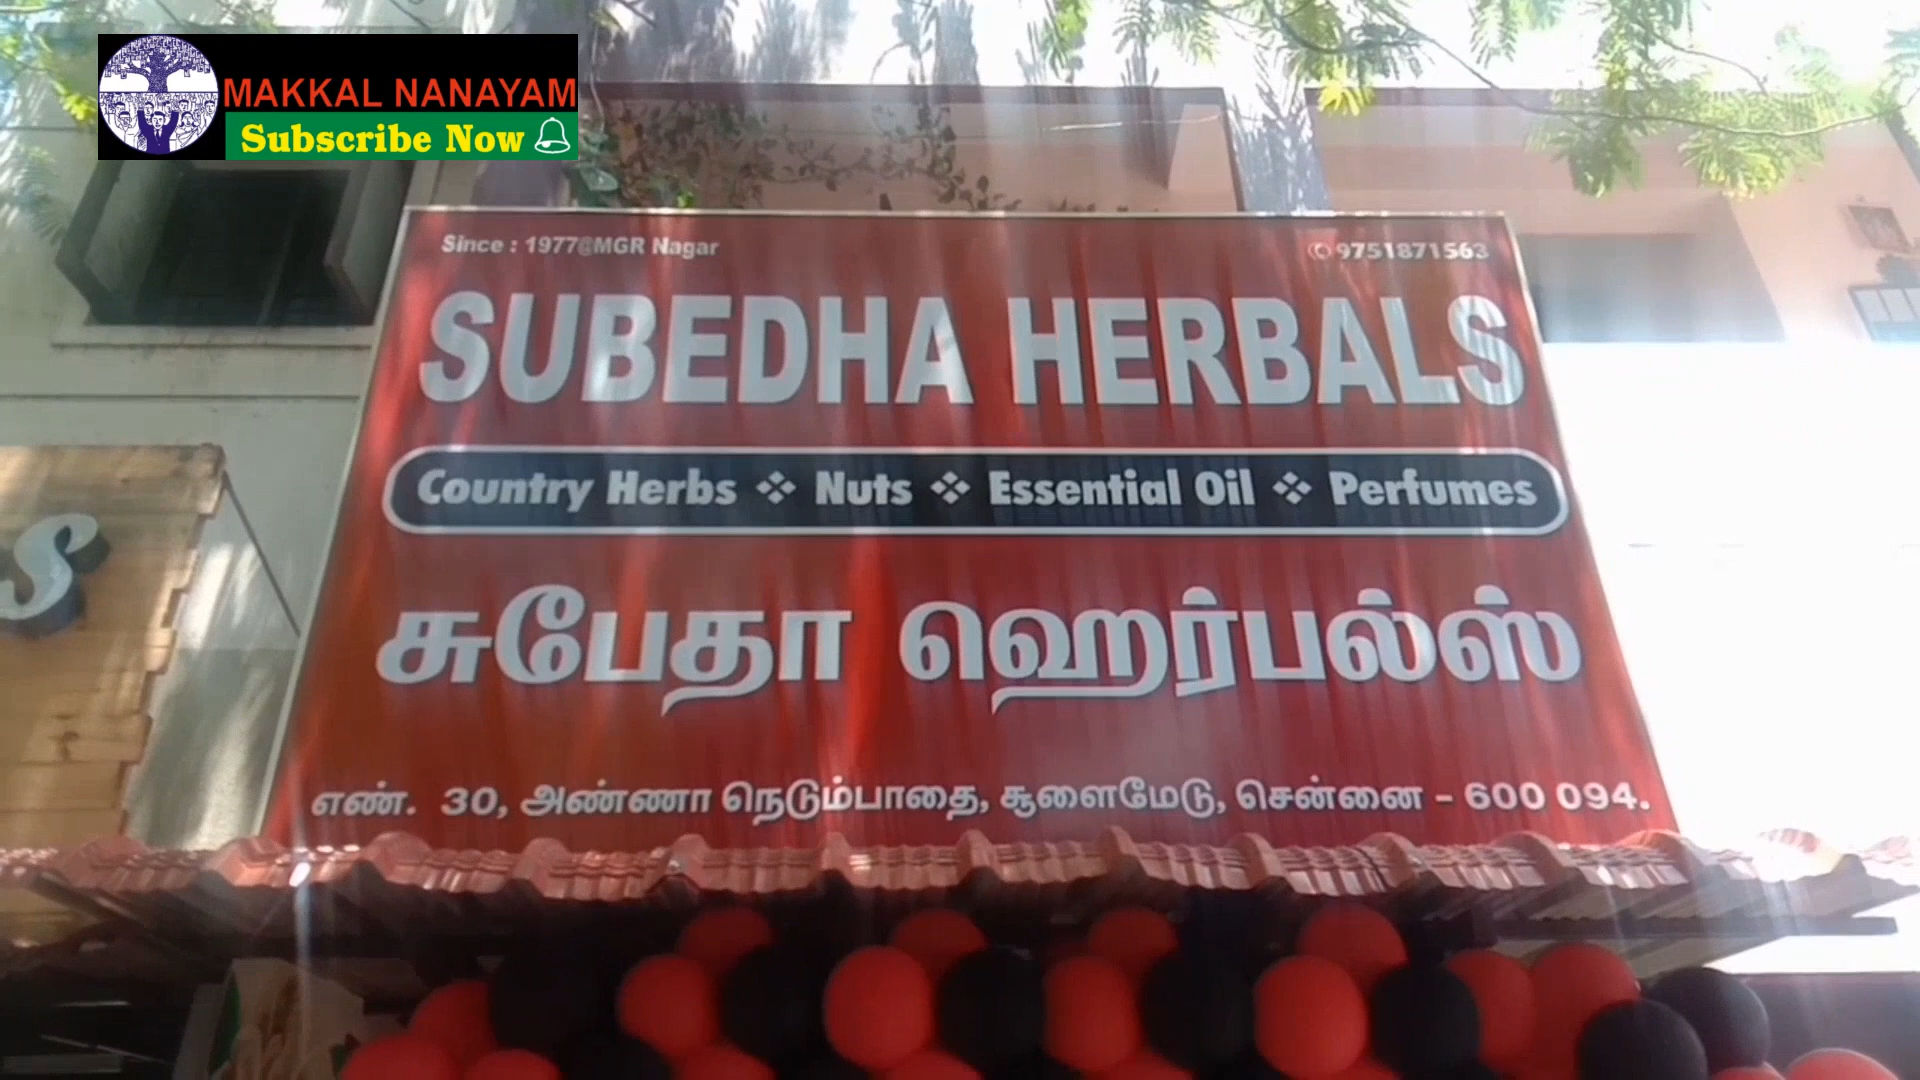 MAKKAL NANAYAM
Subscribe Now
Since : 1977@MGR Nagar
9751871563
SUBEDHA HERBALS
Country Herbs ❖ Nuts ❖ Essential Oil ❖ Perfumes
சுபேதா ஹெர்பல்ஸ்
எண். 30, அண்ணா நெடும்பாதை, சூளைமேடு, சென்னை - 600 094.
S